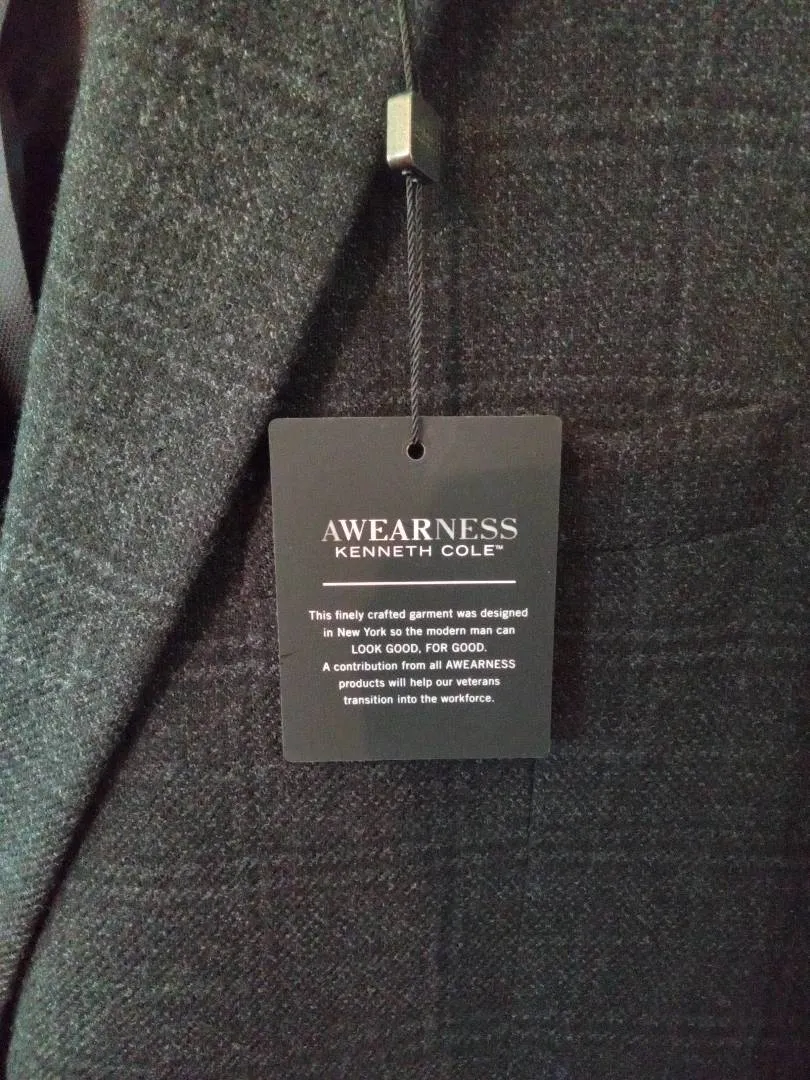 AWEARNESS
KENNETH COLE™
This finely crafted garment was designed
in New York so the modern man can
LOOK GOOD, FOR GOOD.
A contribution from all AWEARNESS
products will help our veterans
transition into the workforce.